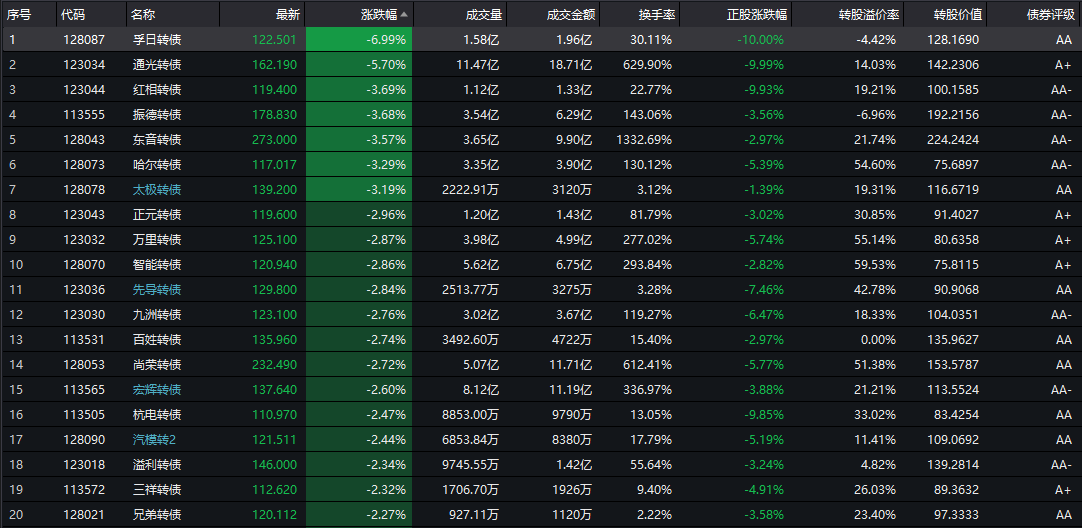 序号 代码 名称 最新 涨跌幅 成交量 成交金额 换手率 正股涨跌幅 转股溢价率 转股价值 债券评级
1 128087 孚日转债 122.501 -6.99% 1.58亿 1.96亿 30.11% -10.00% -4.42% 128.1690 AA
2 123034 通光转债 162.190 -5.70% 11.47亿 18.71亿 629.90% -9.99% 14.03% 142.2306 A+
3 123044 红相转债 119.400 -3.69% 1.12亿 1.33亿 22.77% -9.93% 19.21% 100.1585 AA-
4 113555 振德转债 178.830 -3.68% 3.54亿 6.29亿 143.06% -3.56% -6.96% 192.2156 AA-
5 128043 东音转债 273.000 -3.57% 3.65亿 9.90亿 1332.69% -2.97% 21.74% 224.2424 AA-
6 128073 哈尔转债 117.017 -3.29% 3.35亿 3.90亿 130.12% -5.39% 54.60% 75.6897 AA-
7 128078 太极转债 139.200 -3.19% 2222.91万 3120万 3.12% -1.39% 19.31% 116.6719 AA
8 123043 正元转债 119.600 -2.96% 1.20亿 1.43亿 81.79% -3.02% 30.85% 91.4027 A+
9 123032 万里转债 125.100 -2.87% 3.98亿 4.99亿 277.02% -5.74% 55.14% 80.6358 A+
10 128070 智能转债 120.940 -2.86% 5.62亿 6.75亿 293.84% -2.82% 59.53% 75.8115 A+
11 123036 先导转债 129.800 -2.84% 2513.77万 3275万 3.28% -7.46% 42.78% 90.9068 AA
12 123030 九洲转债 123.100 -2.76% 3.02亿 3.67亿 119.27% -6.47% 18.33% 104.0351 AA-
13 113531 百姓转债 135.960 -2.74% 3492.60万 4722万 15.40% -2.97% 0.00% 135.9627 AA
14 128053 尚荣转债 232.490 -2.72% 5.07亿 11.71亿 612.41% -5.77% 51.38% 153.5787 AA
15 113565 宏辉转债 137.640 -2.60% 8.12亿 11.19亿 336.97% -3.88% 21.21% 113.5524 AA-
16 113505 杭电转债 110.970 -2.47% 8853.00万 9790万 13.05% -9.85% 33.02% 83.4254 AA
17 128090 汽模转2 121.511 -2.44% 6853.84万 8380万 17.79% -5.19% 11.41% 109.0692 AA
18 123018 溢利转债 146.000 -2.34% 9745.55万 1.42亿 55.64% -3.24% 4.82% 139.2814 AA-
19 113572 三祥转债 112.620 -2.32% 1706.70万 1926万 9.40% -4.91% 26.03% 89.3632 A+
20 128021 兄弟转债 120.112 -2.27% 927.11万 1120万 2.22% -3.58% 23.40% 97.3333 AA